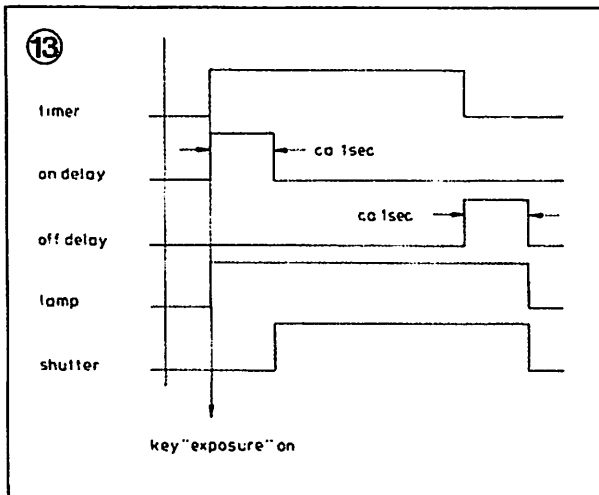 13
timer
ca 1sec
on delay
ca 1sec
off delay
lamp
shutter
key "exposure" on